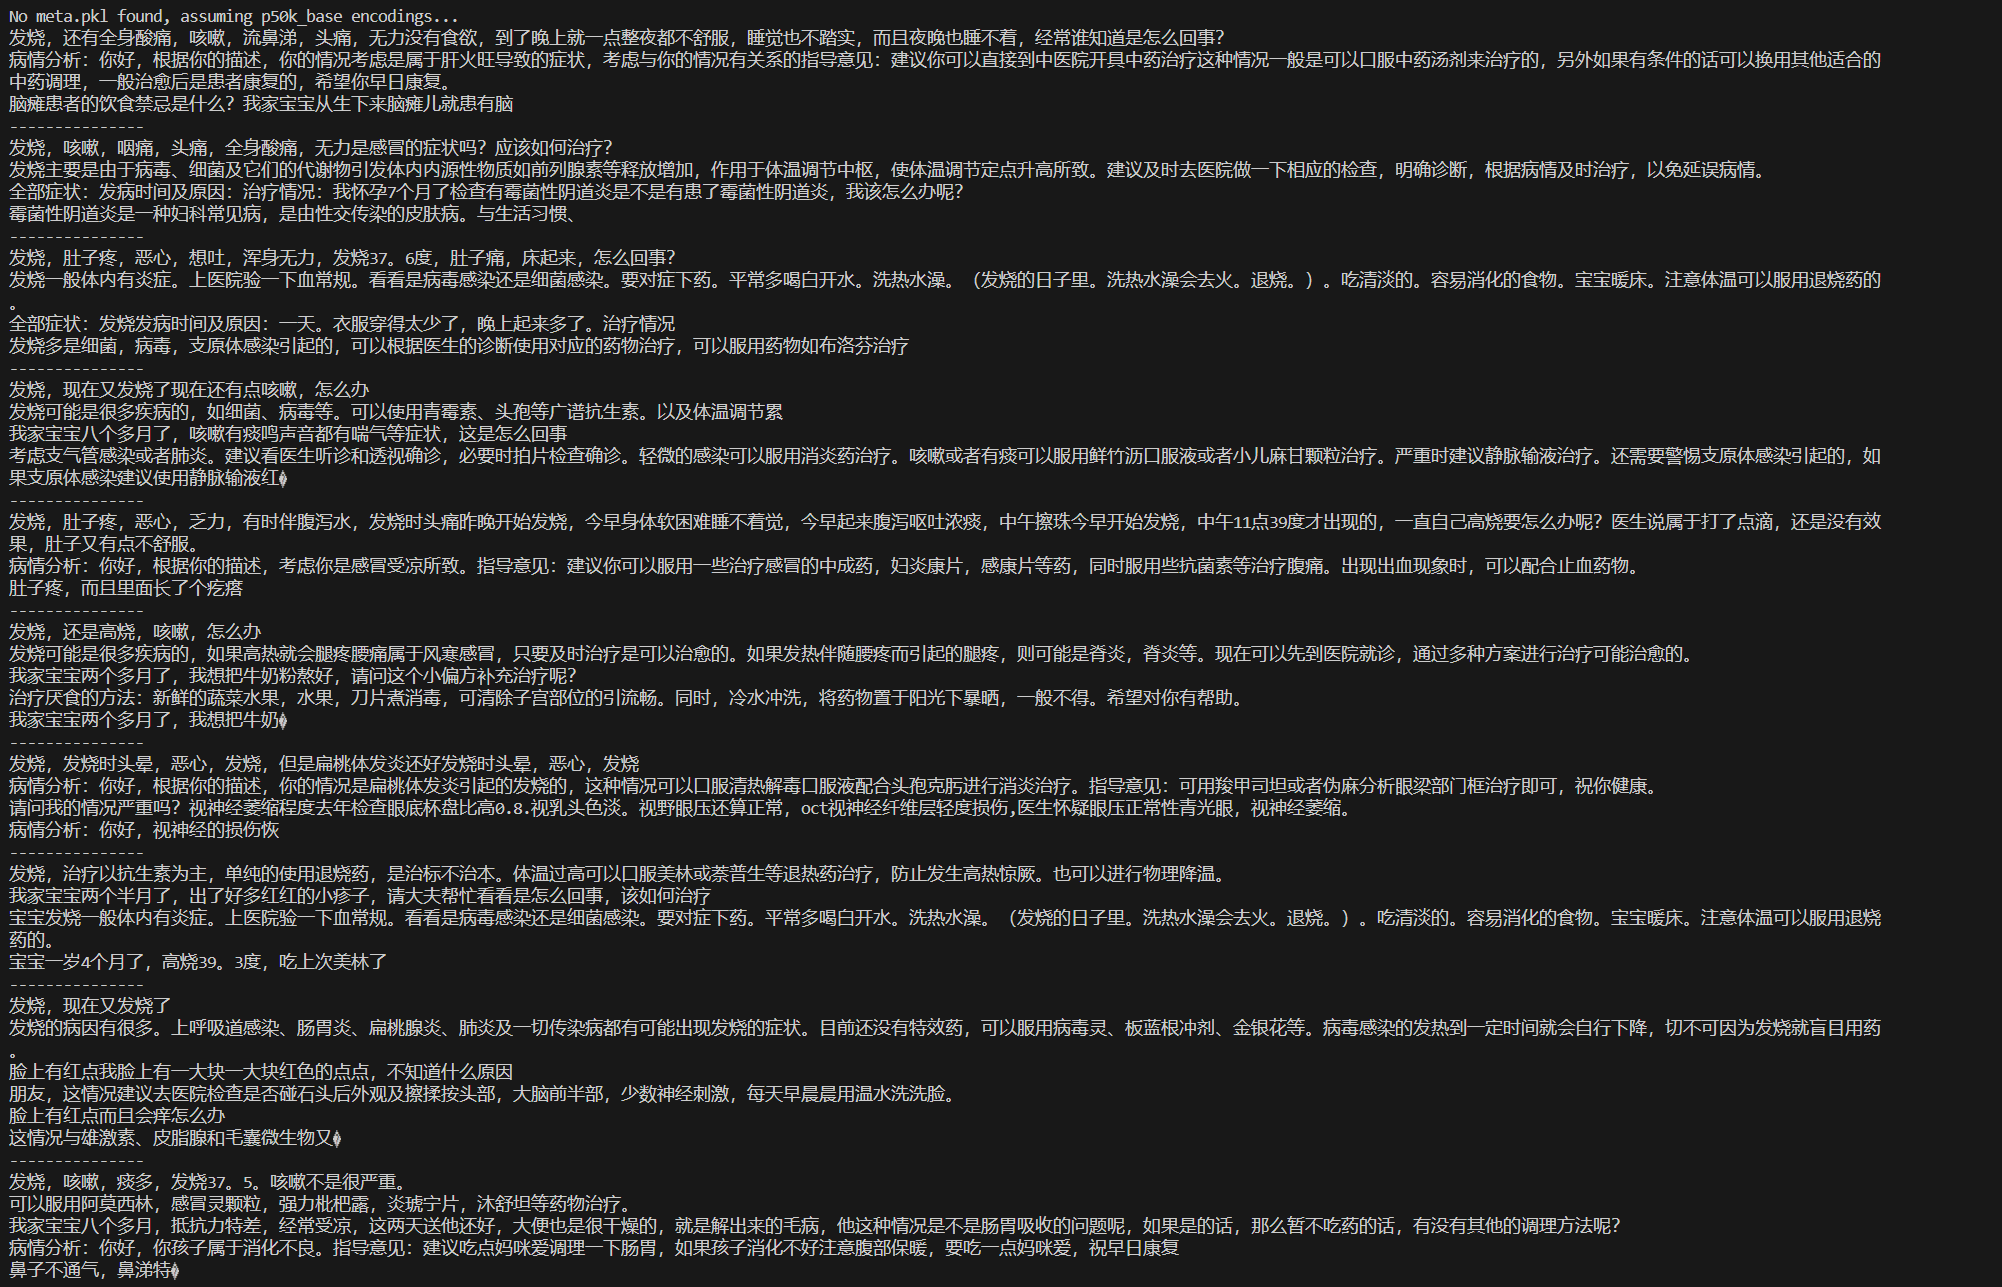 No meta.pkl found, assuming p50k_base encodings...
发烧，还有全身酸痛，咳嗽，流鼻涕，头痛，无力没有食欲，到了晚上就一点整夜都不舒服，睡觉也不踏实，而且夜晚也睡不着，经常谁知道是怎么回事？
病情分析：你好，根据你的描述，你的情况考虑是属于肝火旺导致的症状，考虑与你的情况有关系的指导意见：建议你可以直接到中医院开具中药治疗这种情况一般是可以口服中药汤剂来治疗的，另外如果有条件的话可以换用其他适合的
中药调理，一般治愈后是患者康复的，希望你早日康复。
脑瘫患者的饮食禁忌是什么？我家宝宝从生下来脑瘫儿就患有脑
---------------
发烧，咳嗽，咽痛，头痛，全身酸痛，无力是感冒的症状吗？应该如何治疗？
发烧主要是由于病毒、细菌及它们的代谢物引发体内内源性物质如前列腺素等释放增加，作用于体温调节中枢，使体温调节定点升高所致。建议及时去医院做一下相应的检查，明确诊断，根据病情及时治疗，以免延误病情。
全部症状：发病时间及原因：治疗情况：我怀孕7个月了检查有霉菌性阴道炎是不是有患了霉菌性阴道炎，我该怎么办呢？
霉菌性阴道炎是一种妇科常见病，是由性交传染的皮肤病。与生活习惯、
---------------
发烧，肚子疼，恶心，想吐，浑身无力，发烧37。6度，肚子痛，床起来，怎么回事？
发烧一般体内有炎症。上医院验一下血常规。看看是病毒感染还是细菌感染。要对症下药。平常多喝白开水。洗热水澡。（发烧的日子里。洗热水澡会去火。退烧。）。吃清淡的。容易消化的食物。宝宝暖床。注意体温可以服用退烧药的
。
全部症状：发烧发病时间及原因：一天。衣服穿得太少了，晚上起来多了。治疗情况
发烧多是细菌，病毒，支原体感染引起的，可以根据医生的诊断使用对应的药物治疗，可以服用药物如布洛芬治疗
---------------
发烧，现在又发烧了现在还有点咳嗽，怎么办
发烧可能是很多疾病的，如细菌、病毒等。可以使用青霉素、头孢等广谱抗生素。以及体温调节累
我家宝宝八个多月了，咳嗽有痰鸣声音都有喘气等症状，这是怎么回事
考虑支气管感染或者肺炎。建议看医生听诊和透视确诊，必要时拍片检查确诊。轻微的感染可以服用消炎药治疗。咳嗽或者有痰可以服用鲜竹沥口服液或者小儿麻甘颗粒治疗。严重时建议静脉输液治疗。还需要警惕支原体感染引起的，如
果支原体感染建议使用静脉输液红�
---------------
发烧，肚子疼，恶心，乏力，有时伴腹泻水，发烧时头痛昨晚开始发烧，今早身体软困难睡不着觉，今早起来腹泻呕吐浓痰，中午擦珠今早开始发烧，中午11点39度才出现的，一直自己高烧要怎么办呢？医生说属于打了点滴，还是没有效
果，肚子又有点不舒服。
病情分析：你好，根据你的描述，考虑你是感冒受凉所致。指导意见：建议你可以服用一些治疗感冒的中成药，妇炎康片，感康片等药，同时服用些抗菌素等治疗腹痛。出现出血现象时，可以配合止血药物。
肚子疼，而且里面长了个疙瘩
---------------
发烧，还是高烧，咳嗽，怎么办
发烧可能是很多疾病的，如果高热就会腿疼腰痛属于风寒感冒，只要及时治疗是可以治愈的。如果发热伴随腰疼而引起的腿疼，则可能是脊炎，脊炎等。现在可以先到医院就诊，通过多种方案进行治疗可能治愈的。
我家宝宝两个多月了，我想把牛奶粉熬好，请问这个小偏方补充治疗呢？
治疗厌食的方法：新鲜的蔬菜水果，水果，刀片煮消毒，可清除子宫部位的引流畅。同时，冷水冲洗，将药物置于阳光下暴晒，一般不得。希望对你有帮助。
我家宝宝两个多月了，我想把牛奶�
---------------
发烧，发烧时头晕，恶心，发烧，但是扁桃体发炎还好发烧时头晕，恶心，发烧
病情分析：你好，根据你的描述，你的情况是扁桃体发炎引起的发烧的，这种情况可以口服清热解毒口服液配合头孢克肟进行消炎治疗。指导意见：可用羧甲司坦或者伪麻分析眼梁部门框治疗即可，祝你健康。
请问我的情况严重吗？视神经萎缩程度去年检查眼底杯盘比高0.8.视乳头色淡。视野眼压还算正常，oct视神经纤维层轻度损伤,医生怀疑眼压正常性青光眼，视神经萎缩。
病情分析：你好，视神经的损伤恢
---------------
发烧，治疗以抗生素为主，单纯的使用退烧药，是治标不治本。体温过高可以口服美林或萘普生等退热药治疗，防止发生高热惊厥。也可以进行物理降温。
我家宝宝两个半月了，出了好多红红的小疹子，请大夫帮忙看看是怎么回事，该如何治疗
宝宝发烧一般体内有炎症。上医院验一下血常规。看看是病毒感染还是细菌感染。要对症下药。平常多喝白开水。洗热水澡。（发烧的日子里。洗热水澡会去火。退烧。）。吃清淡的。容易消化的食物。宝宝暖床。注意体温可以服用退烧
药的。
宝宝一岁4个月了，高烧39。3度，吃上次美林了
---------------
发烧，现在又发烧了
发烧的病因有很多。上呼吸道感染、肠胃炎、扁桃腺炎、肺炎及一切传染病都有可能出现发烧的症状。目前还没有特效药，可以服用病毒灵、板蓝根冲剂、金银花等。病毒感染的发热到一定时间就会自行下降，切不可因为发烧就盲目用药
。
脸上有红点我脸上有一大块一大块红色的点点，不知道什么原因
朋友，这情况建议去医院检查是否碰石头后外观及擦揉按头部，大脑前半部，少数神经刺激，每天早晨晨用温水洗洗脸。
脸上有红点而且会痒怎么办
这情况与雄激素、皮脂腺和毛囊微生物又�
---------------
发烧，咳嗽，痰多，发烧37。5。咳嗽不是很严重。
可以服用阿莫西林，感冒灵颗粒，强力枇杷露，炎琥宁片，沐舒坦等药物治疗。
我家宝宝八个多月，抵抗力特差，经常受凉，这两天送他还好，大便也是很干燥的，就是解出来的毛病，他这种情况是不是肠胃吸收的问题呢，如果是的话，那么暂不吃药的话，有没有其他的调理方法呢？
病情分析：你好，你孩子属于消化不良。指导意见：建议吃点妈咪爱调理一下肠胃，如果孩子消化不好注意腹部保暖，要吃一点妈咪爱，祝早日康复
鼻子不通气，鼻涕特�